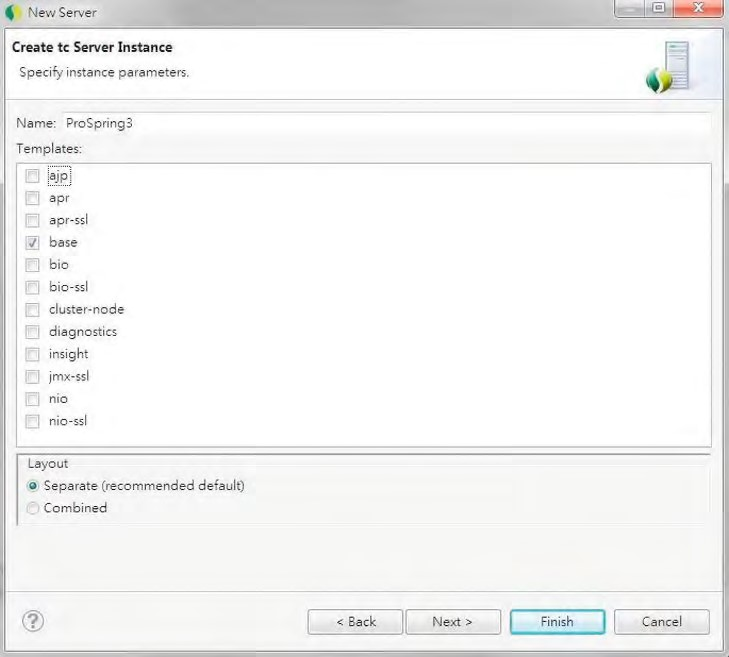 New Server
Create tc Server Instance
Specify instance parameters.
Name: ProSpring3
Templates:
ajp
apr
apr-ssl
base
bio
bio-ssl
cluster-node
diagnostics
insight
jmx-ssl
nio
nio-ssl
Layout
Separate (recommended default)
Combined
?
< Back
Next >
Finish
Cancel